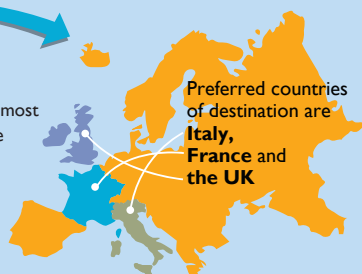 most
e
Preferred countries
of destination are
Italy,
France and
the UK